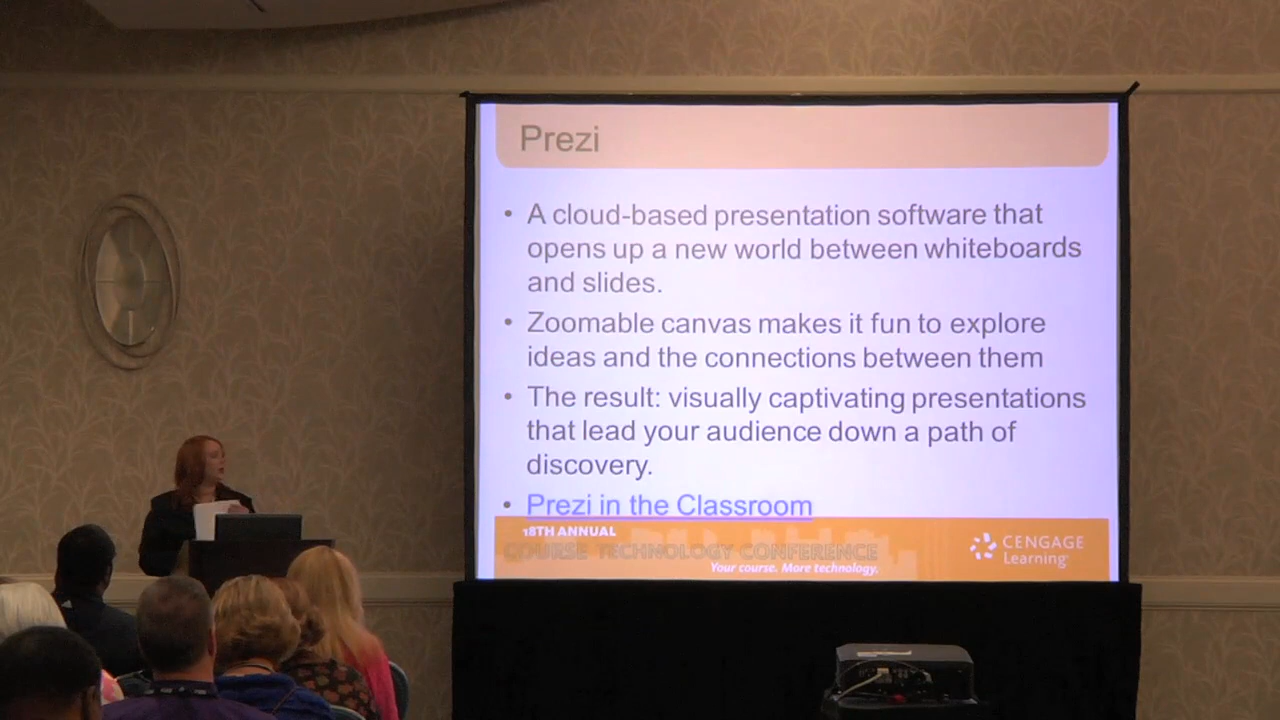 Prezi
• A cloud-based presentation software that
opens up a new world between whiteboards
and slides.
• Zoomable canvas makes it fun to explore
ideas and the connections between them
• The result: visually captivating presentations
that lead your audience down a path of
discovery.
• Prezi in the Classroom
18TH ANNUAL
COURSE TECHNOLOGY CONFERENCE
Your course. More technology.
CENGAGE
Learning